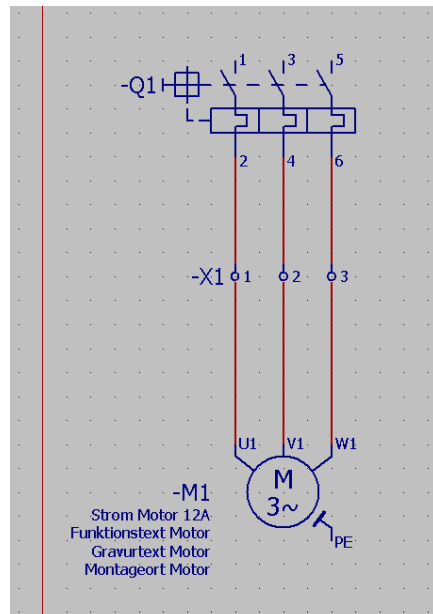 1 3 5
-Q1
2 4 6
-X1 1 2 3
U1 V1 W1
M
3~
-M1
Strom Motor 12A
Funktionstext Motor
PE
Gravurtext Motor
Montageort Motor